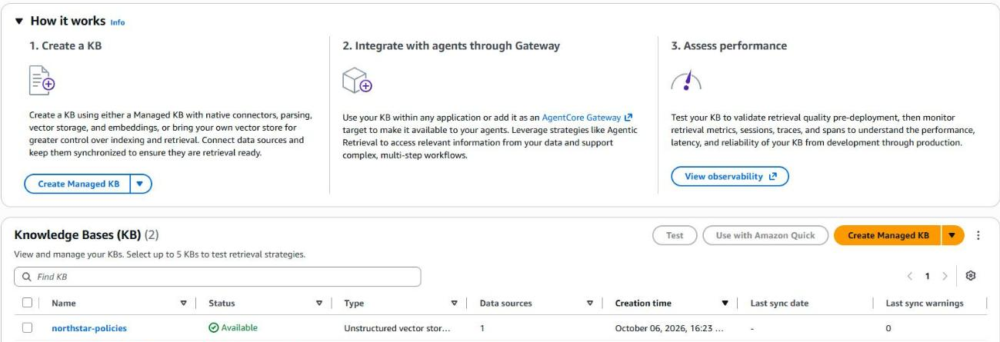 How it works Info
1. Create a KB
Create a KB using either a Managed KB with native connectors, parsing,
vector storage, and embeddings, or bring your own vector store for
greater control over indexing and retrieval. Connect data sources and
keep them synchronized to ensure they are retrieval ready.
Create Managed KB
2. Integrate with agents through Gateway
Use your KB within any application or add it as an AgentCore Gateway
target to make it available to your agents. Leverage strategies like Agentic
Retrieval to access relevant information from your data and support
complex, multi-step workflows.
3. Assess performance
Test your KB to validate retrieval quality pre-deployment, then monitor
retrieval metrics, sessions, traces, and spans to understand the performance,
latency, and reliability of your KB from development through production.
View observability
Knowledge Bases (KB) (2)
Test Use with Amazon Quick Create Managed KB
View and manage your KBs. Select up to 5 KBs to test retrieval strategies.
Find KB
1
Name Status Type Data sources Creation time Last sync date Last sync warnings
northstar-policies Available Unstructured vector stor... 1 October 06, 2026, 16:23 ... - 0